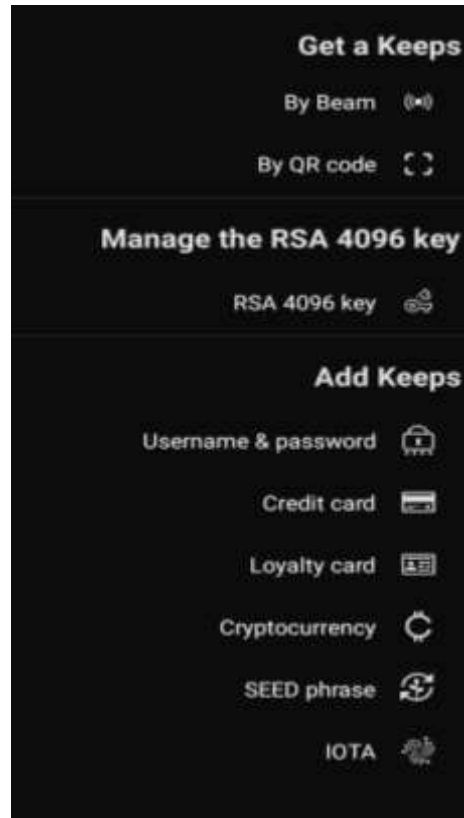 Get a Keeps
By Beam
By QR code
Manage the RSA 4096 key
RSA 4096 key
Add Keeps
Username & password
Credit card
Loyalty card
Cryptocurrency
SEED phrase
IOTA